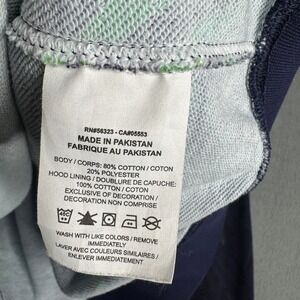 RN#56323 - CA#05553
MADE IN PAKISTAN
FABRIQUE AU PAKISTAN
BODY / CORPS: 80% COTTON / COTON
20% POLYESTER
HOOD LINING / DOUBLURE DE CAPUCHE:
100% COTTON / COTON
EXCLUSIVE OF DECORATION /
DECORATION NON COMPRISE
WASH WITH LIKE COLORS / REMOVE
IMMEDIATELY
LAVER AVEC COULEURS SIMILAIRES /
ENLEVER IMMEDIATEMENT